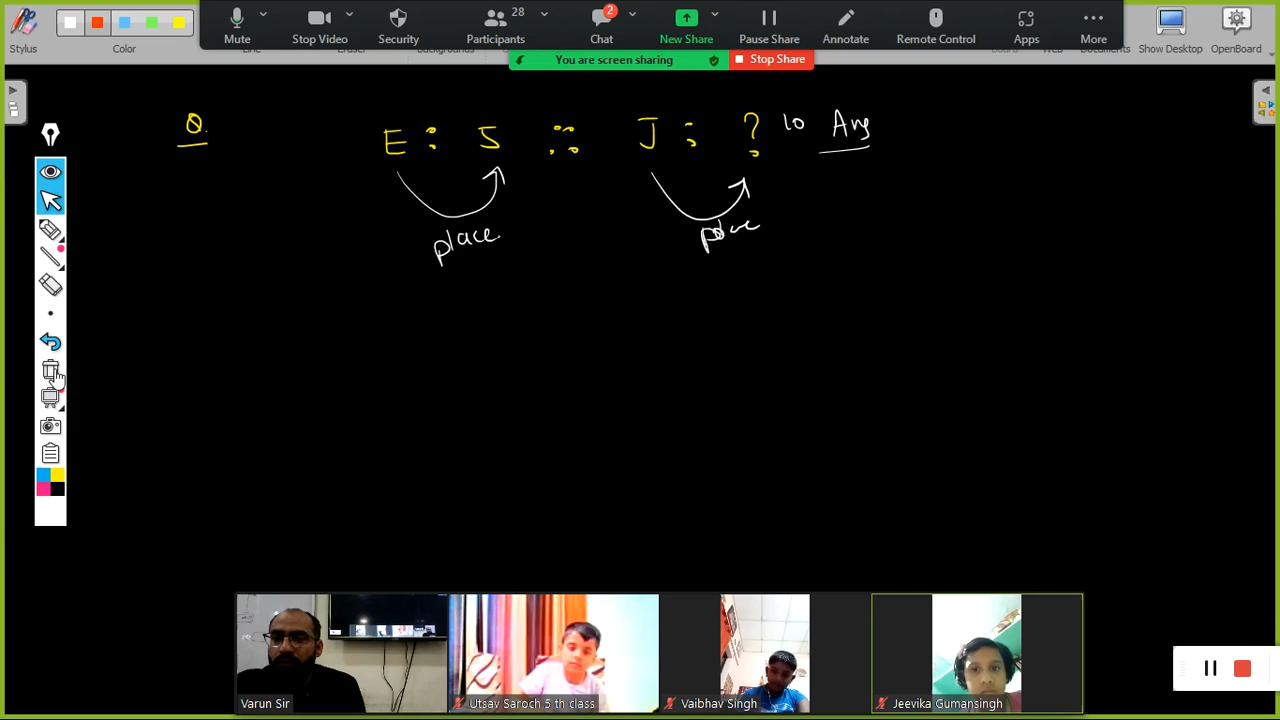 Mute
Stop Video
Security
Participants
28
Chat
2
New Share
Pause Share
Annotate
Remote Control
Apps
More
Stylus
Color
Backgrounds
Show Desktop
OpenBoard
You are screen sharing
Stop Share
Q.
E : 5 :: J : ? 10 Ans
place
place
Varun Sir
Utsav Saroch 5 th class
Vaibhav Singh
Jeevika Gumansingh